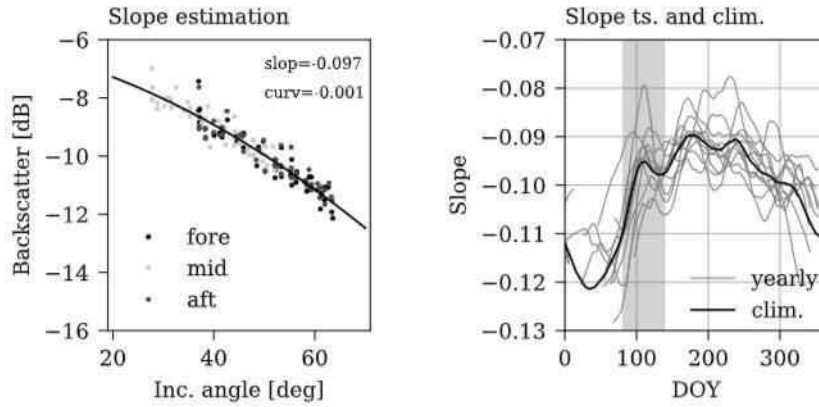 Slope estimation
−6
−8
−10
−12
−14
−16
Backscatter [dB]
slop=-0.097
curv=-0.001
fore
mid
aft
20
40
60
Inc. angle [deg]
Slope ts. and clim.
−0.07
−0.08
−0.09
−0.10
−0.11
−0.12
−0.13
Slope
yearly
clim.
0
100
200
300
DOY